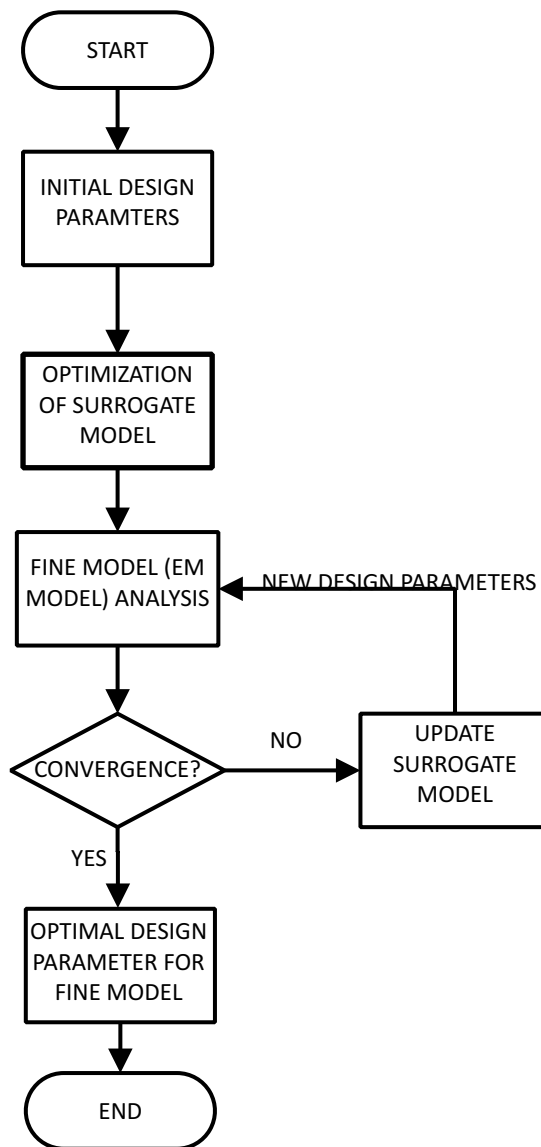 START
INITIAL DESIGN
PARAMTERS
OPTIMIZATION
OF SURROGATE
MODEL
FINE MODEL (EM
MODEL) ANALYSIS
NEW DESIGN PARAMETERS
CONVERGENCE?
NO
UPDATE
SURROGATE
MODEL
YES
OPTIMAL DESIGN
PARAMETER FOR
FINE MODEL
END